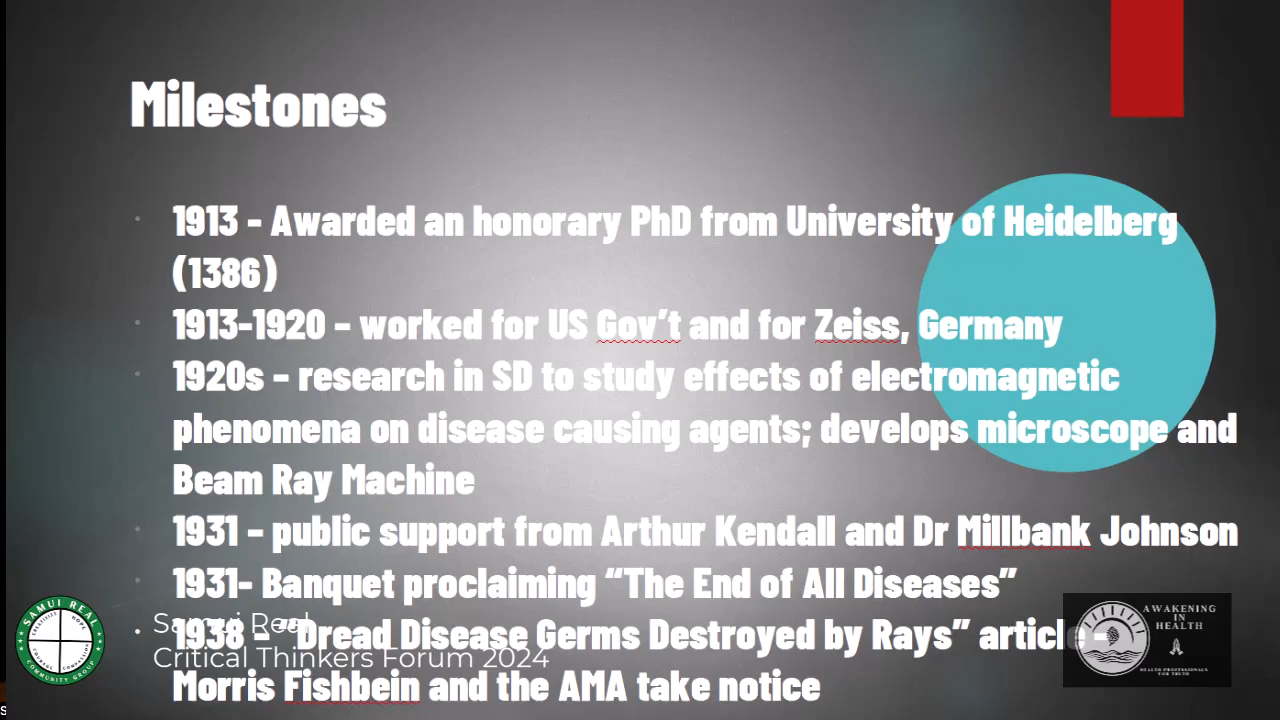 Milestones
1913 - Awarded an honorary PhD from University of Heidelberg
(1386)
1913-1920 – worked for US Gov’t and for Zeiss, Germany
1920s – research in SD to study effects of electromagnetic
phenomena on disease causing agents; develops microscope and
Beam Ray Machine
1931 – public support from Arthur Kendall and Dr Millbank Johnson
1931- Banquet proclaiming “The End of All Diseases”
1938 - “Dread Disease Germs Destroyed by Rays” article –
Morris Fishbein and the AMA take notice
Samui Real
Critical Thinkers Forum 2024
SAMUI REAL
COMMUNITY GROUP
AWAKENING
IN
HEALTH
HEALTH PROFESSIONALS
FOR TRUTH